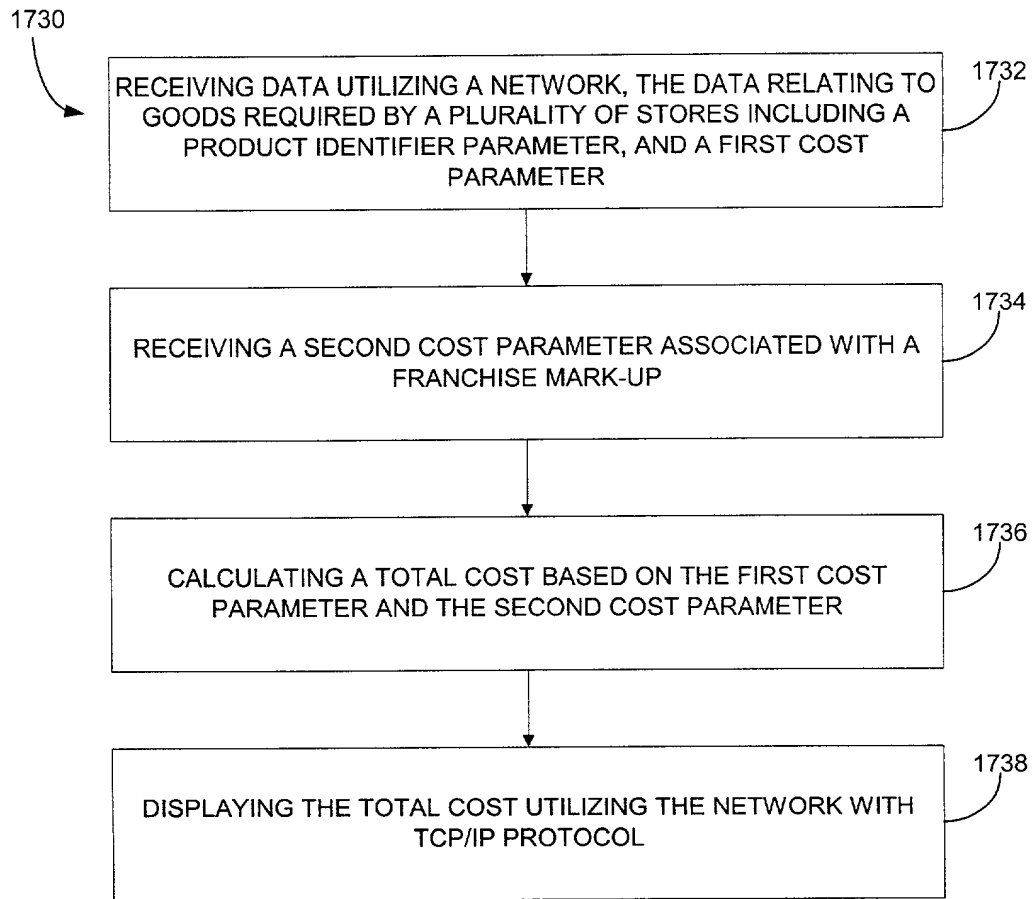 1730
RECEIVING DATA UTILIZING A NETWORK, THE DATA RELATING TO
GOODS REQUIRED BY A PLURALITY OF STORES INCLUDING A
PRODUCT IDENTIFIER PARAMETER, AND A FIRST COST
PARAMETER
1732
RECEIVING A SECOND COST PARAMETER ASSOCIATED WITH A
FRANCHISE MARK-UP
1734
CALCULATING A TOTAL COST BASED ON THE FIRST COST
PARAMETER AND THE SECOND COST PARAMETER
1736
DISPLAYING THE TOTAL COST UTILIZING THE NETWORK WITH
TCP/IP PROTOCOL
1738